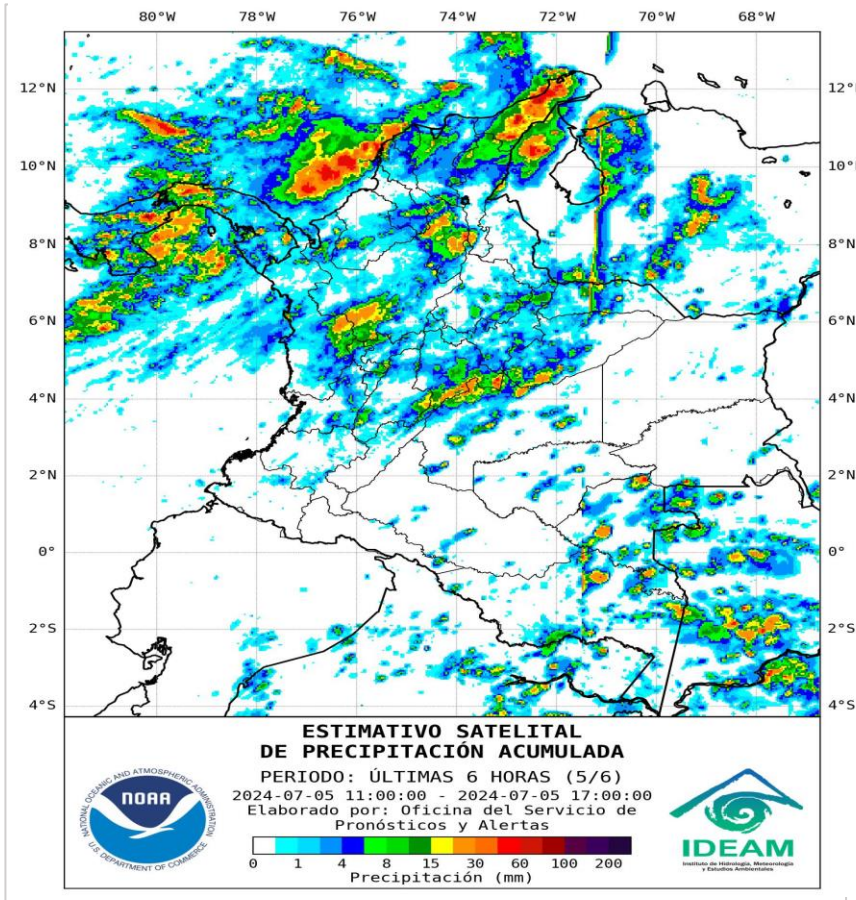 80°W 78°W 76°W 74°W 72°W 70°W 68°W
12°N 12°N
10°N 10°N
8°N 8°N
6°N 6°N
4°N 4°N
2°N 2°N
0° 0°
2°S 2°S
4°S 4°S
ESTIMATIVO SATELITAL
DE PRECIPITACIÓN ACUMULADA
PERIODO: ÚLTIMAS 6 HORAS (5/6)
2024-07-05 11:00:00 - 2024-07-05 17:00:00
Elaborado por: Oficina del Servicio de
Pronósticos y Alertas
0 1 4 8 15 30 60 100 200
Precipitación (mm)
NATIONAL OCEANIC AND ATMOSPHERIC ADMINISTRATION
NOAA
U.S. DEPARTMENT OF COMMERCE
IDEAM
Instituto de Hidrología, Meteorología
y Estudios Ambientales